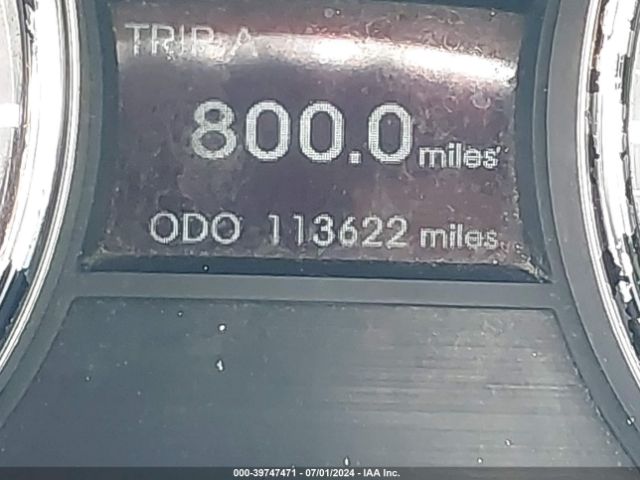 TRIP A
800.0 miles
ODO 113622 miles
000-39747471 - 07/01/2024 - IAA Inc.